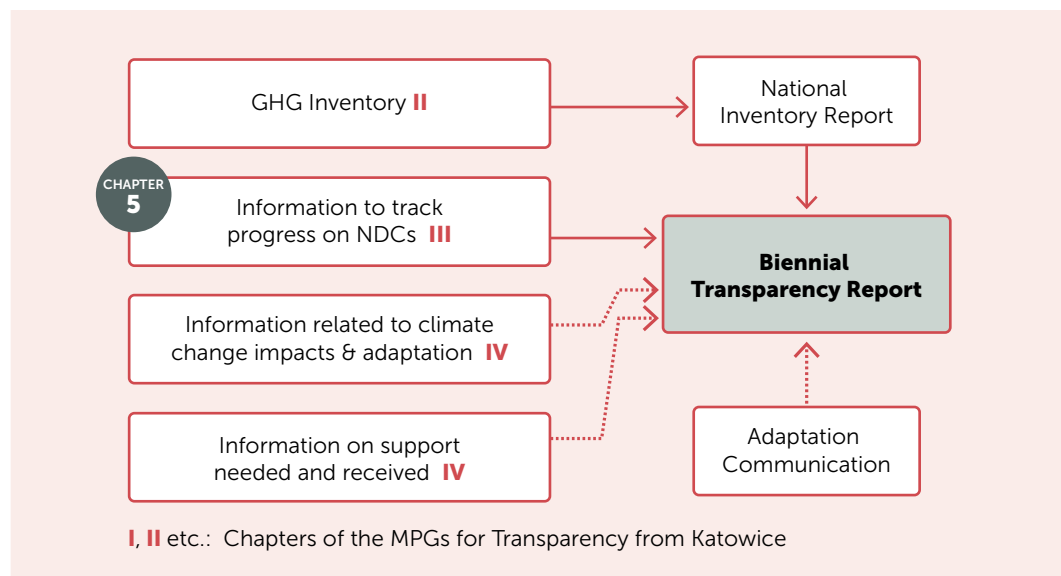 GHG Inventory II
National
Inventory Report
CHAPTER
5
Information to track
progress on NDCs III
Biennial
Transparency Report
Information related to climate
change impacts & adaptation IV
Information on support
needed and received IV
Adaptation
Communication
I, II etc.: Chapters of the MPGs for Transparency from Katowice